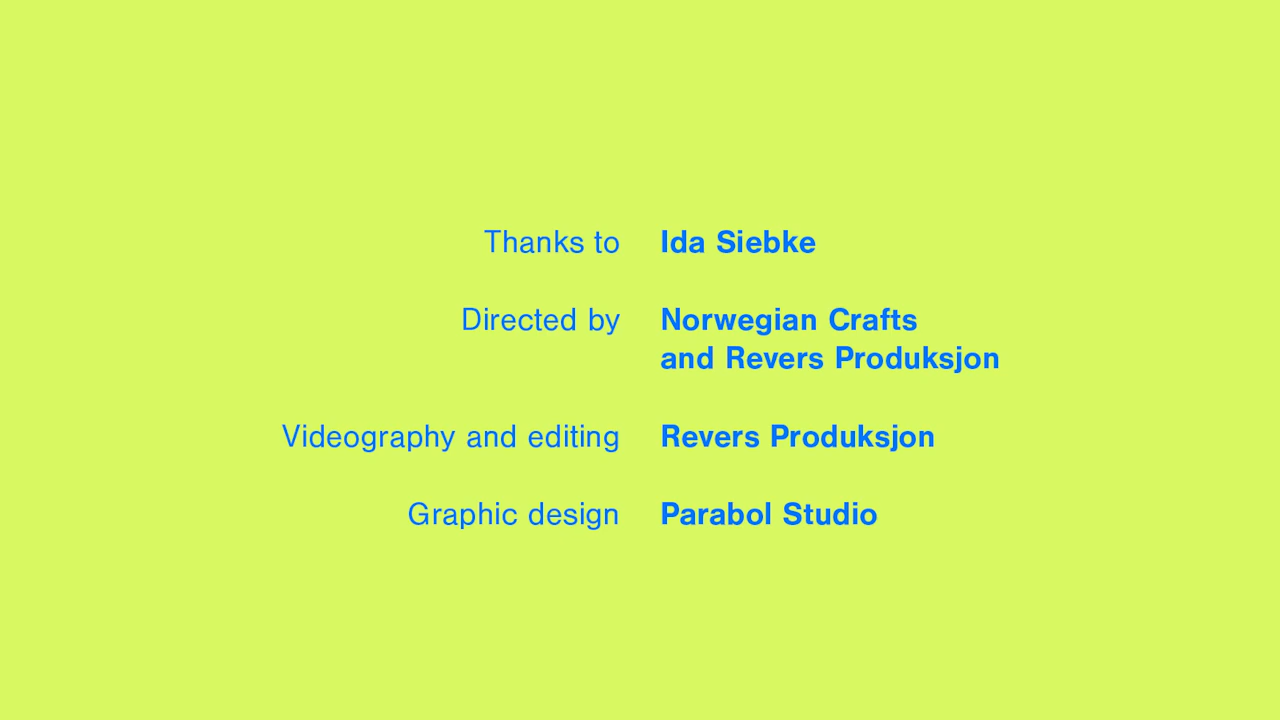 Thanks to Ida Siebke
Directed by Norwegian Crafts
and Revers Produksjon
Videography and editing Revers Produksjon
Graphic design Parabol Studio